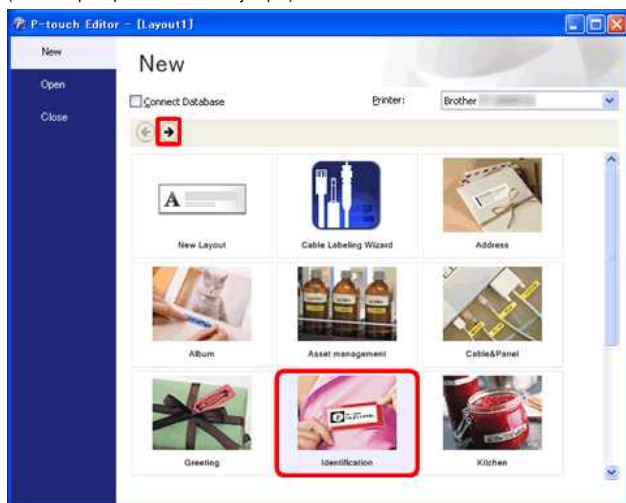 P-touch Editor - [Layout1]
New
Open
Close
New
Connect Database
Printer:
Brother
A
New Layout
Cable Labeling Wizard
Address
Album
Asset management
Cable&Panel
Greeting
Identification
Kitchen